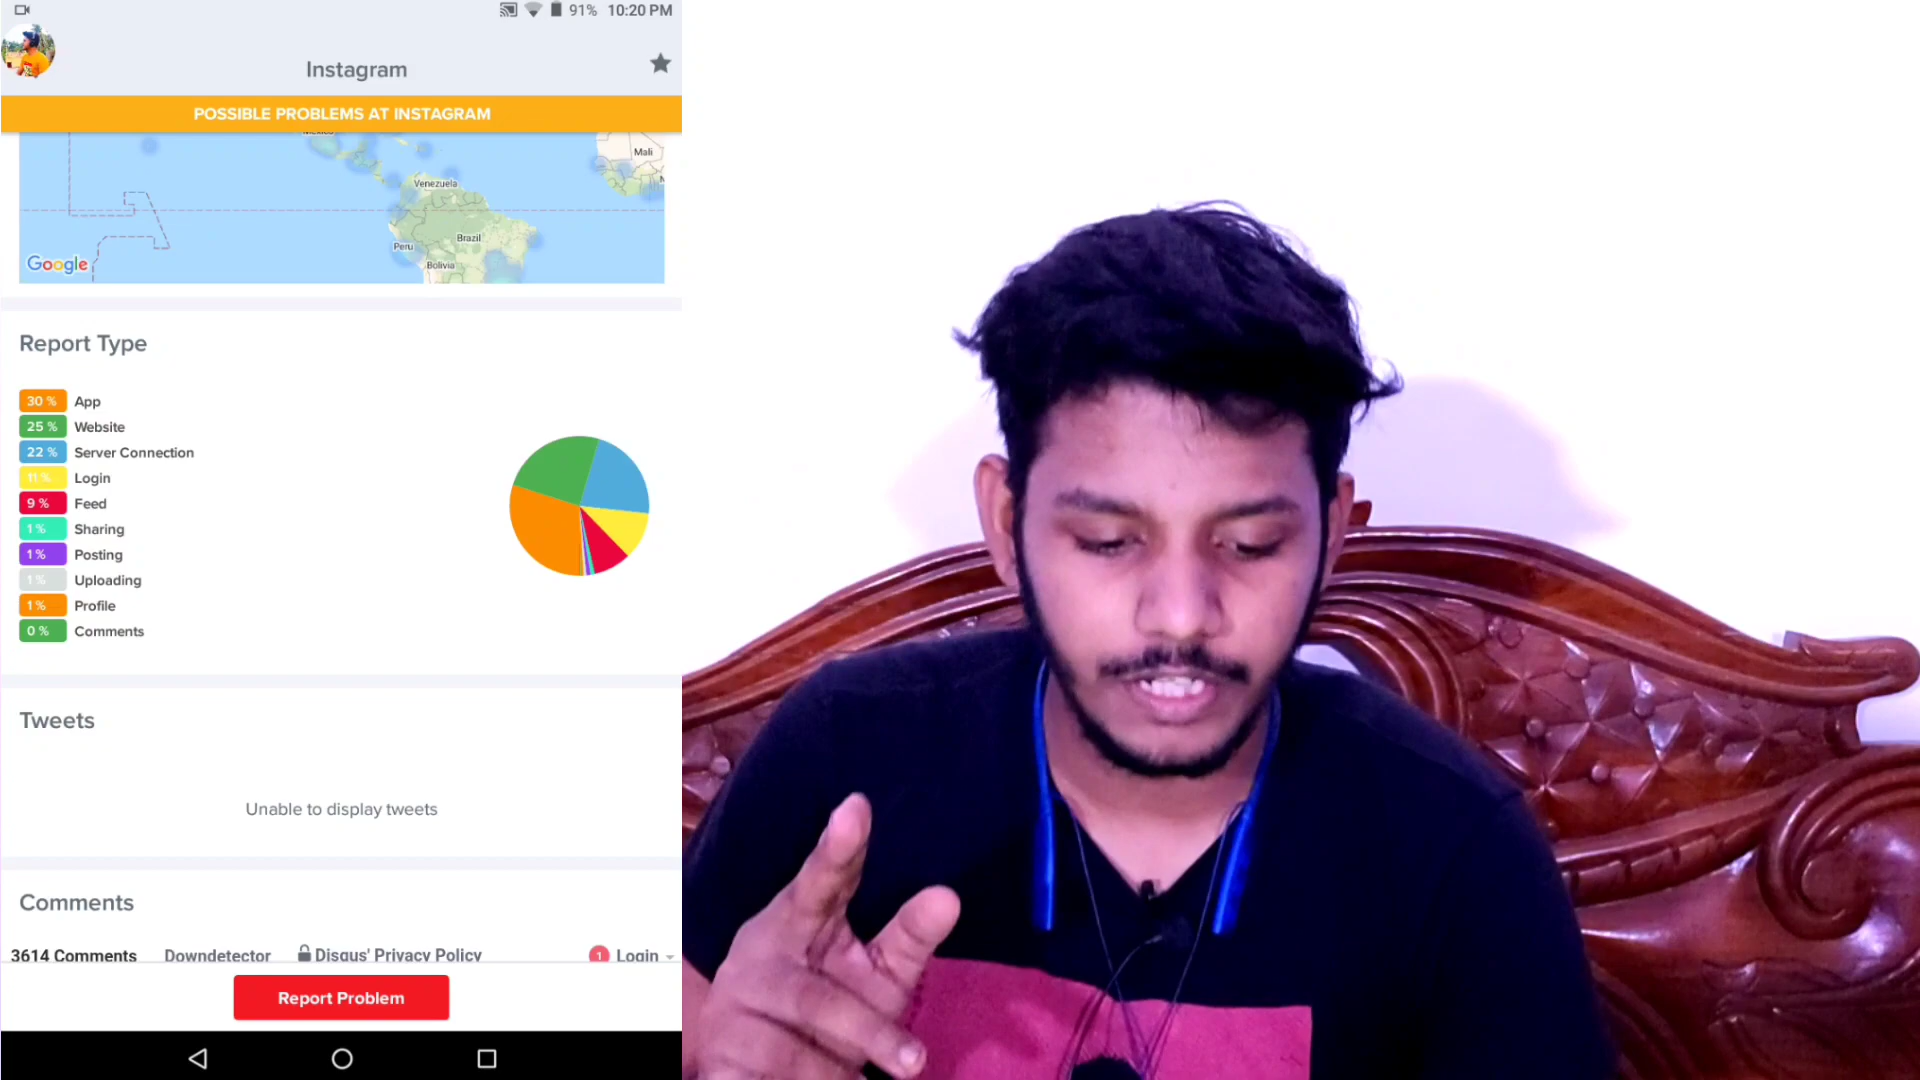 91% 10:20 PM
Instagram
POSSIBLE PROBLEMS AT INSTAGRAM
Mali
Venezuela
Brazil
Peru
Bolivia
Google
Report Type
30 % App
25 % Website
22 % Server Connection
11 % Login
9 % Feed
1 % Sharing
1 % Posting
1 % Uploading
1 % Profile
0 % Comments
Tweets
Unable to display tweets
Comments
3614 Comments Downdetector Disqus' Privacy Policy 1 Login
Report Problem